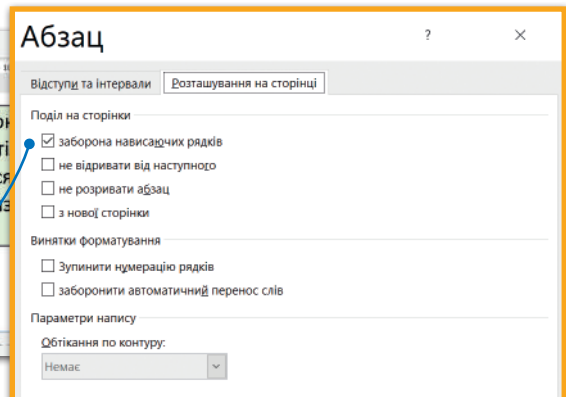 Абзац
?
Відступи та інтервали
Розташування на сторінці
Поділ на сторінки
заборона нависаючих рядків
не відривати від наступного
не розривати абзац
з нової сторінки
Винятки форматування
Зупинити нумерацію рядків
заборонити автоматичний перенос слів
Параметри напису
Обтікання по контуру:
Немає